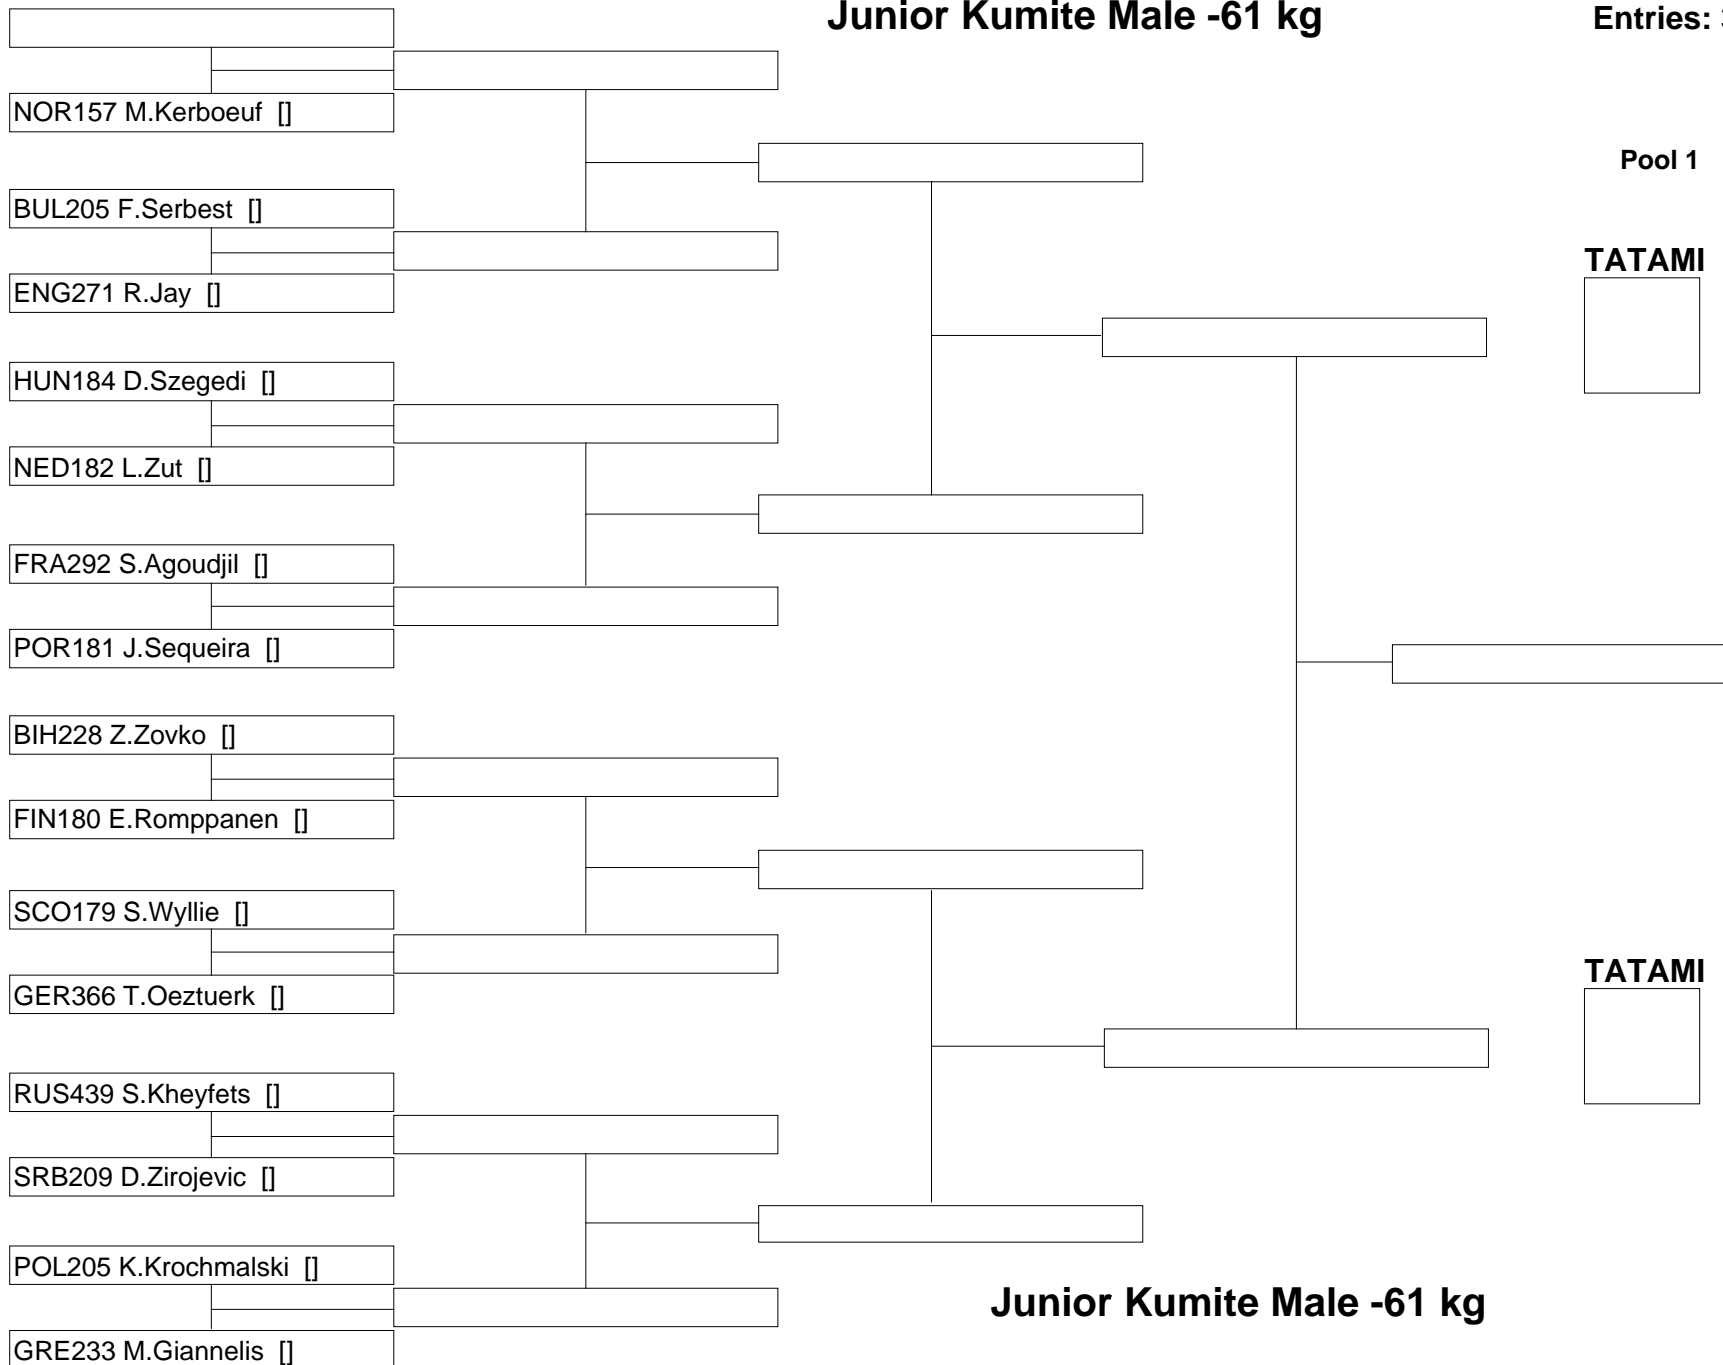 Junior Kumite Male -61 kg
Entries:
NOR157 M.Kerboeuf []
Pool 1
BUL205 F.Serbest []
TATAMI
ENG271 R.Jay []
HUN184 D.Szegedi []
NED182 L.Zut []
FRA292 S.Agoudjil []
POR181 J.Sequeira []
BIH228 Z.Zovko []
FIN180 E.Romppanen []
SCO179 S.Wyllie []
TATAMI
GER366 T.Oeztuerk []
RUS439 S.Kheyfets []
SRB209 D.Zirojevic []
POL205 K.Krochmalski []
Junior Kumite Male -61 kg
GRE233 M.Giannelis []